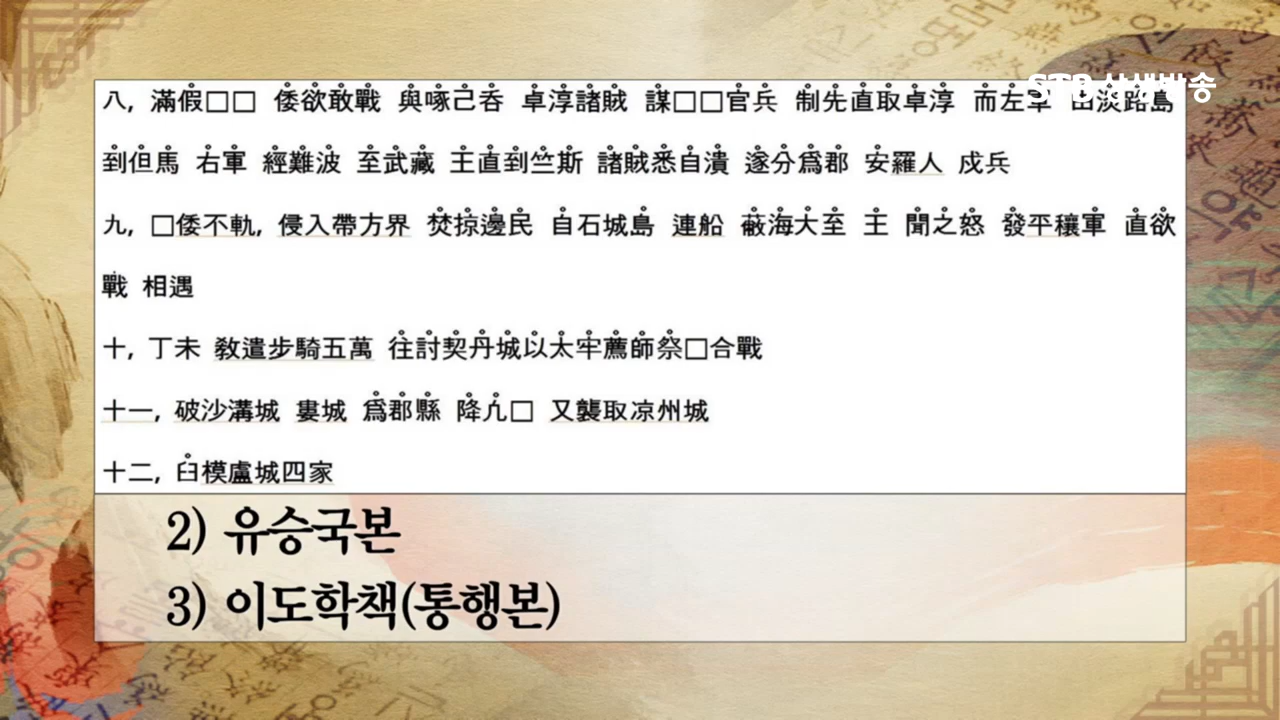 STB 상생방송
八, 滿假□□ 倭欲敢戰 與喙己呑 卓淳諸賊 謀□□官兵 制先直取卓淳 而左軍 由淡路島
到但馬 右軍 經難波 至武藏 王直到竺斯 諸賊悉自潰 遂分爲郡 安羅人 戍兵
九, □倭不軌, 侵入帶方界 焚掠邊民 自石城島 連船 蔽海大至 王 聞之怒 發平穰軍 直欲
戰 相遇
十, 丁未 敎遣步騎五萬 往討契丹城以太牢薦師祭□合戰
十一, 破沙溝城 婁城 爲郡縣 降凢□ 又襲取凉州城
十二, 臼模盧城四家
2) 유승국본
3) 이도학책(통행본)